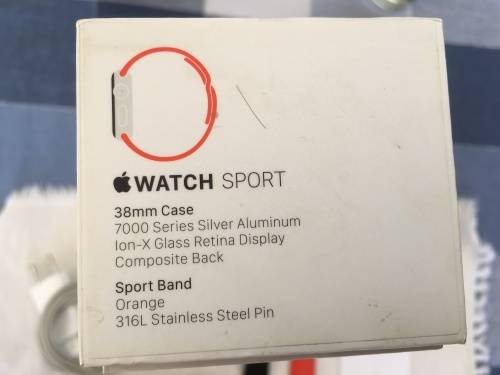 WATCH SPORT
38mm Case
7000 Series Silver Aluminum
Ion-X Glass Retina Display
Composite Back
Sport Band
Orange
316L Stainless Steel Pin